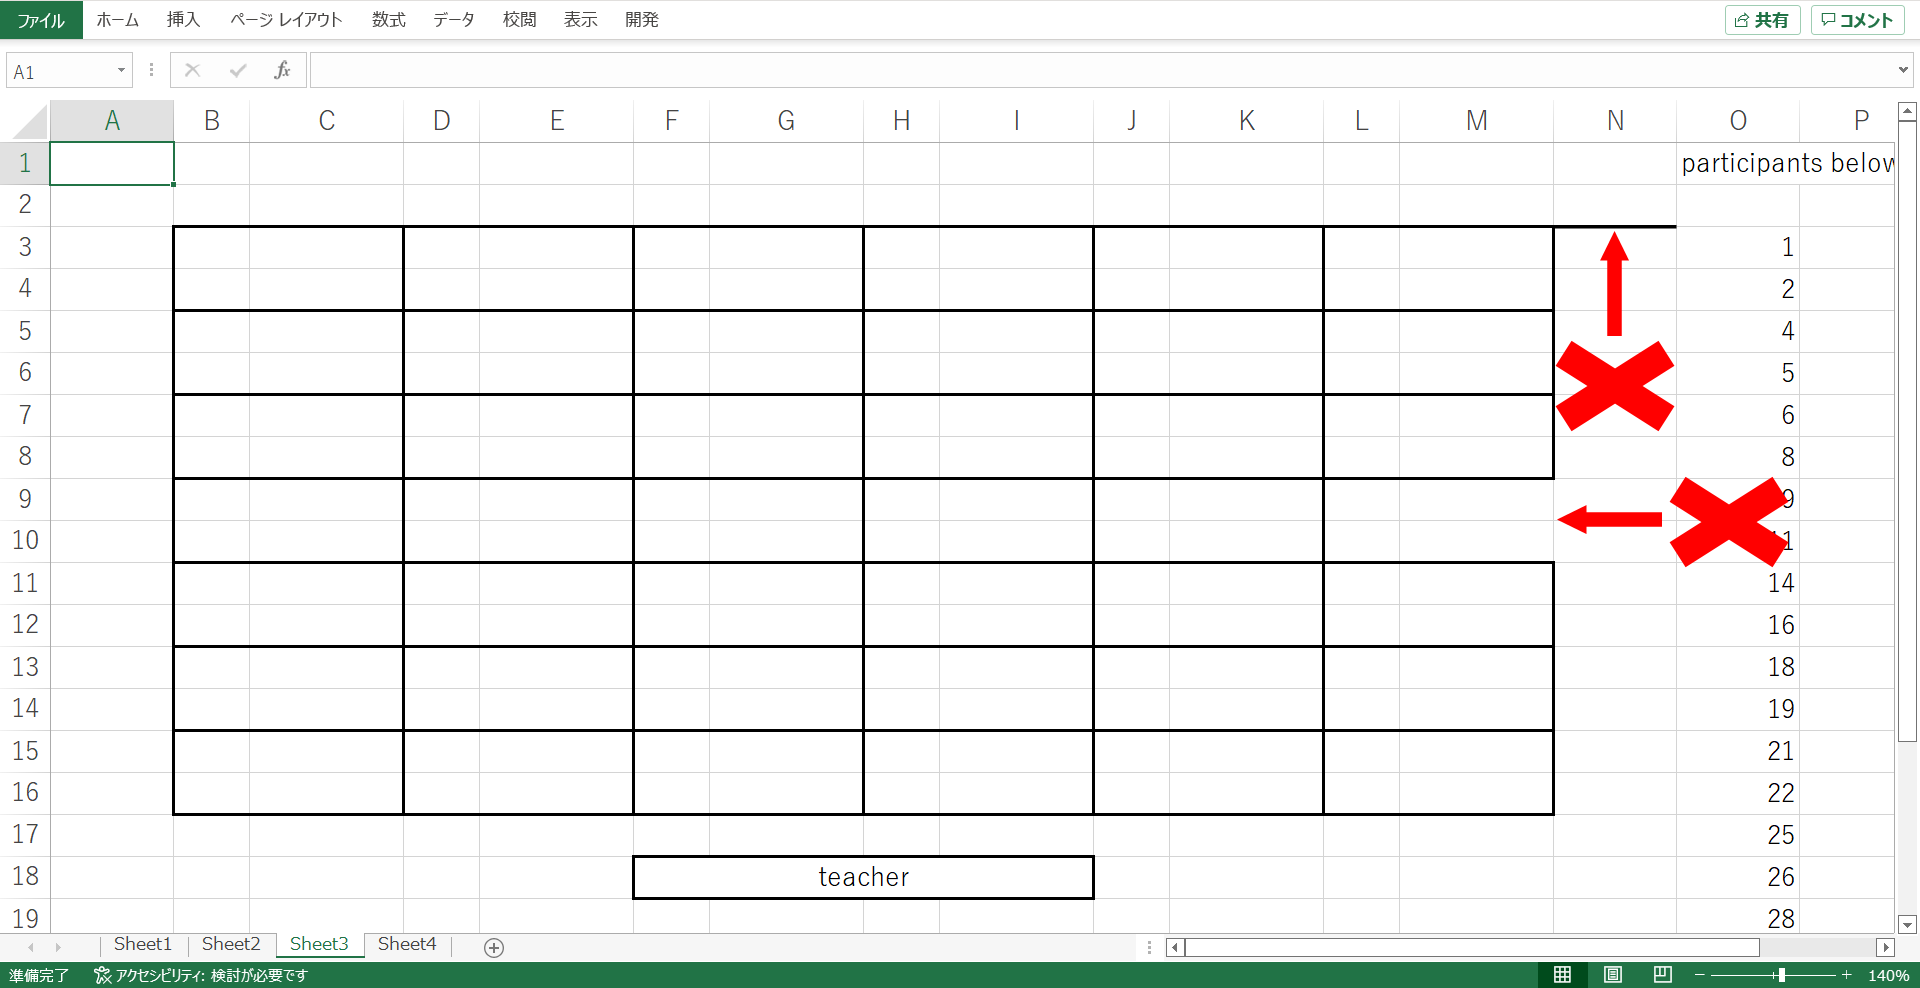 ファイル ホーム 挿入 ページ レイアウト 数式 データ 校閲 表示 開発 共有 コメント
A1 fx
A B C D E F G H I J K L M N O P
1 participants below
2
3 1
4 2
5 4
6 5
7 6
8 8
9 9
10 11
11 14
12 16
13 18
14 19
15 21
16 22
17 25
18 teacher 26
19 28
Sheet1 Sheet2 Sheet3 Sheet4
準備完了 アクセシビリティ: 検討が必要です 140%